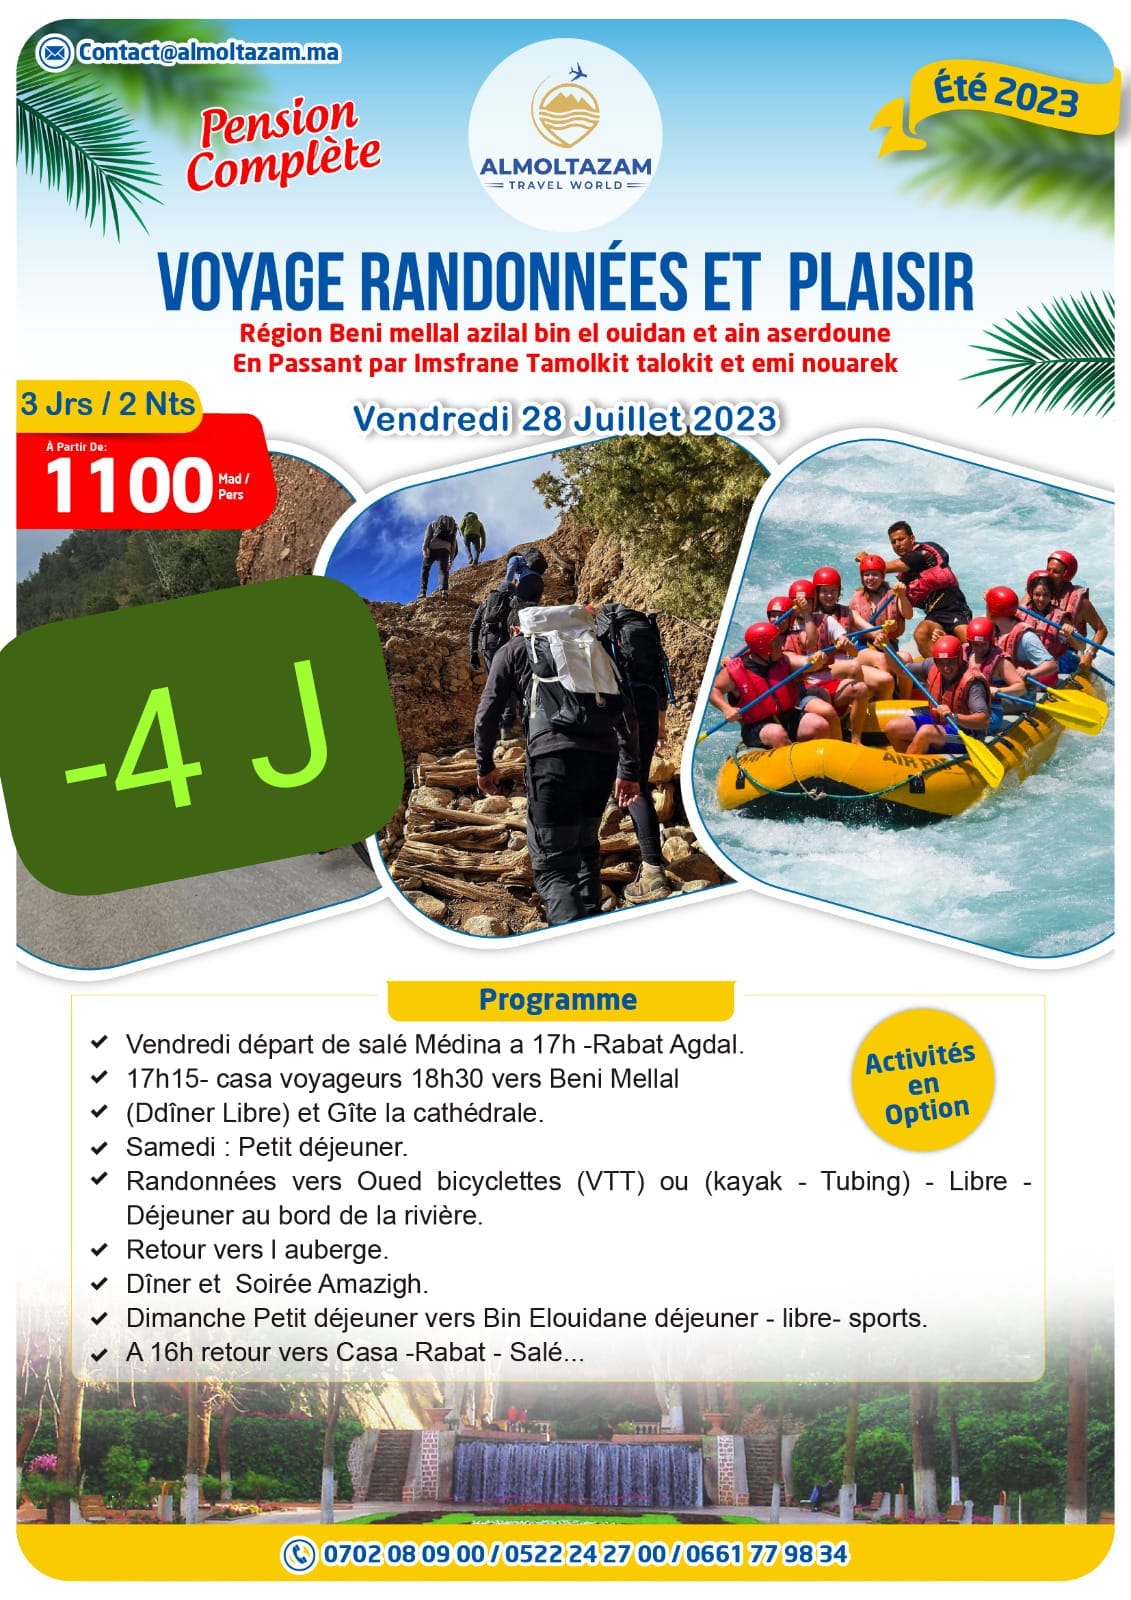 Contact@almoltazam.ma
Été 2023
Pension
Complète
ALMOLTAZAM
TRAVEL WORLD
VOYAGE RANDONNÉES ET PLAISIR
Région Beni mellal azilal bin el ouidan et ain aserdoune
En Passant par Imsfrane Tamolkit talokit et emi nouarek
3 Jrs / 2 Nts
Vendredi 28 Juillet 2023
À Partir De:
1100 Mad / Pers
-4 J
AIR RA
Programme
Activités
en
Option
Vendredi départ de salé Médina a 17h -Rabat Agdal.
17h15- casa voyageurs 18h30 vers Beni Mellal
(Ddîner Libre) et Gîte la cathédrale.
Samedi : Petit déjeuner.
Randonnées vers Oued bicyclettes (VTT) ou (kayak - Tubing) - Libre -
Déjeuner au bord de la rivière.
Retour vers l auberge.
Dîner et Soirée Amazigh.
Dimanche Petit déjeuner vers Bin Elouidane déjeuner - libre- sports.
A 16h retour vers Casa -Rabat - Salé...
0702 08 09 00 / 0522 24 27 00 / 0661 77 98 34